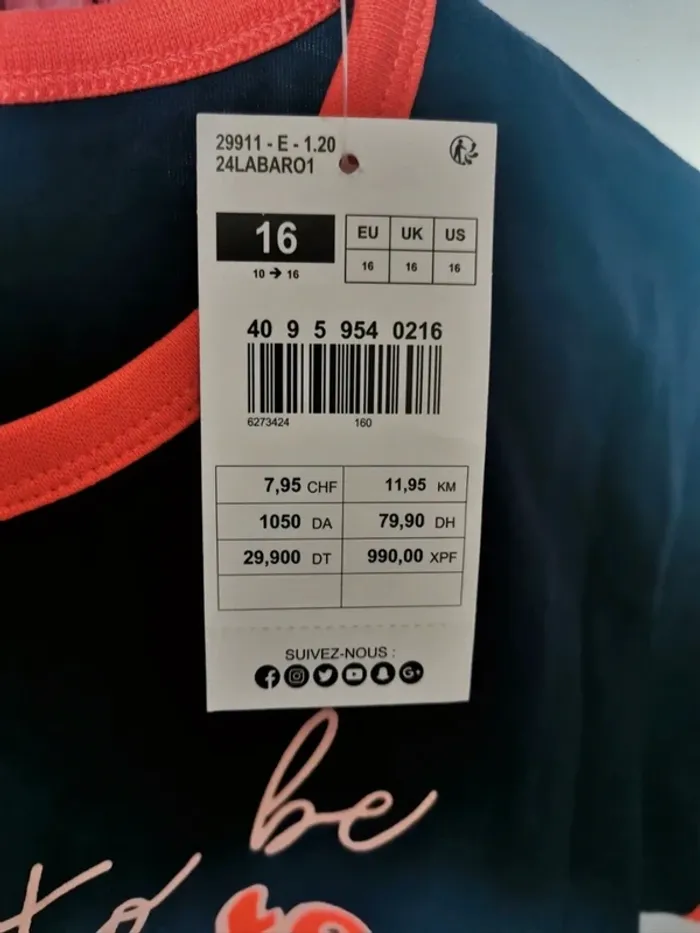 29911 - E - 1.20
24LABARO1
16
10 → 16
EU UK US
16 16 16
40 9 5 954 0216
6273424 160
7,95 CHF 11,95 KM
1050 DA 79,90 DH
29,900 DT 990,00 XPF
SUIVEZ-NOUS :
be
to